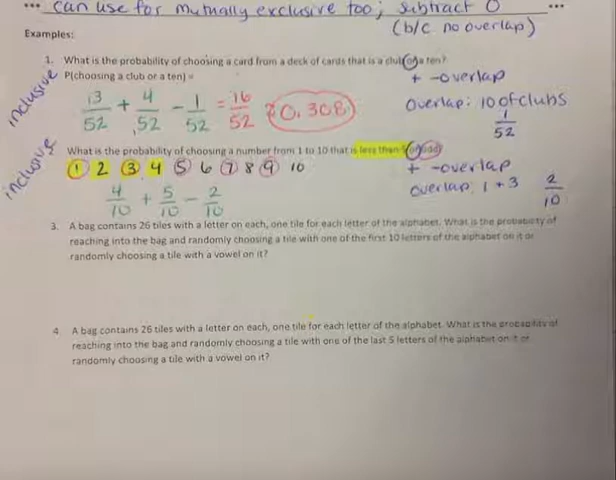 ... can use for mutually exclusive too; subtract 0 ...
(b/c no overlap)
Examples:
1. What is the probability of choosing a card from a deck of cards that is a club or a ten?
P(choosing a club or a ten) =
inclusive
+ -overlap
13/52 + 4/52 - 1/52 = 16/52 ≈ 0.308
overlap: 10 of clubs
1/52
inclusive
2. What is the probability of choosing a number from 1 to 10 that is less than 5 or odd?
1 2 3 4 5 6 7 8 9 10
+ -overlap
overlap: 1 + 3 2/10
4/10 + 5/10 - 2/10
3. A bag contains 26 tiles with a letter on each, one tile for each letter of the alphabet. What is the probability of
reaching into the bag and randomly choosing a tile with one of the first 10 letters of the alphabet on it or
randomly choosing a tile with a vowel on it?
4. A bag contains 26 tiles with a letter on each, one tile for each letter of the alphabet. What is the probability of
reaching into the bag and randomly choosing a tile with one of the last 5 letters of the alphabet on it or
randomly choosing a tile with a vowel on it?